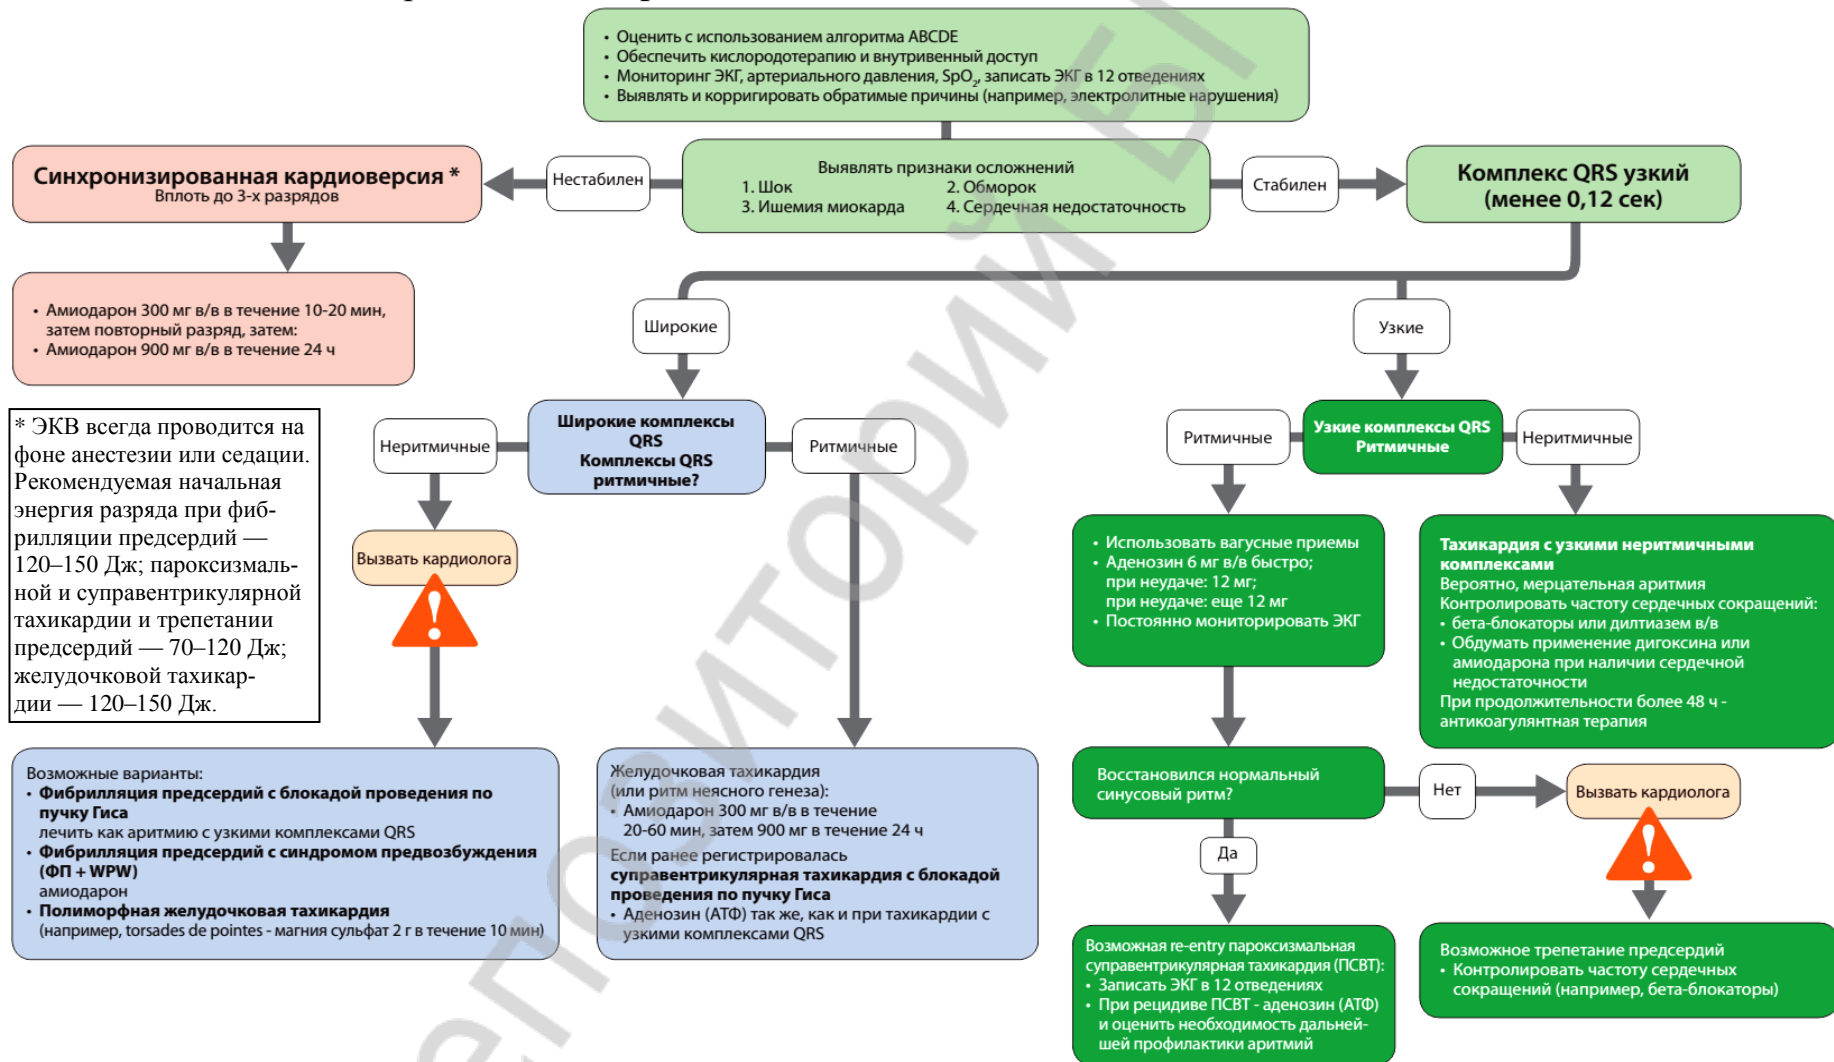 • Оценить с использованием алгоритма ABCDE
• Обеспечить кислородотерапию и внутривенный доступ
• Мониторинг ЭКГ, артериального давления, SpO₂, записать ЭКГ в 12 отведениях
• Выявлять и корригировать обратимые причины (например, электролитные нарушения)
Синхронизированная кардиоверсия *
Вплоть до 3-х разрядов
Нестабилен
Выявлять признаки осложнений
1. Шок 2. Обморок
3. Ишемия миокарда 4. Сердечная недостаточность
Стабилен
Комплекс QRS узкий
(менее 0,12 сек)
• Амиодарон 300 мг в/в в течение 10-20 мин,
затем повторный разряд, затем:
• Амиодарон 900 мг в/в в течение 24 ч
Широкие
Узкие
* ЭКВ всегда проводится на
фоне анестезии или седации.
Рекомендуемая начальная
энергия разряда при фиб-
рилляции предсердий —
120–150 Дж; пароксизмаль-
ной и суправентрикулярной
тахикардии и трепетании
предсердий — 70–120 Дж;
желудочковой тахикар-
дии — 120–150 Дж.
Неритмичные
Широкие комплексы
QRS
Комплексы QRS
ритмичные?
Ритмичные
Ритмичные
Узкие комплексы QRS
Ритмичные
Неритмичные
Вызвать кардиолога
• Использовать вагусные приемы
• Аденозин 6 мг в/в быстро;
при неудаче: 12 мг;
при неудаче: еще 12 мг
• Постоянно мониторировать ЭКГ
Тахикардия с узкими неритмичными
комплексами
Вероятно, мерцательная аритмия
Контролировать частоту сердечных сокращений:
• бета-блокаторы или дилтиазем в/в
• Обдумать применение дигоксина или
амиодарона при наличии сердечной
недостаточности
При продолжительности более 48 ч -
антикоагулянтная терапия
Возможные варианты:
• Фибрилляция предсердий с блокадой проведения по
пучку Гиса
лечить как аритмию с узкими комплексами QRS
• Фибрилляция предсердий с синдромом предвозбуждения
(ФП + WPW)
амиодарон
• Полиморфная желудочковая тахикардия
(например, torsades de pointes - магния сульфат 2 г в течение 10 мин)
Желудочковая тахикардия
(или ритм неясного генеза):
• Амиодарон 300 мг в/в в течение
20-60 мин, затем 900 мг в течение 24 ч
Если ранее регистрировалась
суправентрикулярная тахикардия с блокадой
проведения по пучку Гиса
• Аденозин (АТФ) так же, как и при тахикардии с
узкими комплексами QRS
Восстановился нормальный
синусовый ритм?
Нет
Вызвать кардиолога
Да
Возможная re-entry пароксизмальная
суправентрикулярная тахикардия (ПСВТ):
• Записать ЭКГ в 12 отведениях
• При рецидиве ПСВТ - аденозин (АТФ)
и оценить необходимость дальней-
шей профилактики аритмий
Возможное трепетание предсердий
• Контролировать частоту сердечных
сокращений (например, бета-блокаторы)